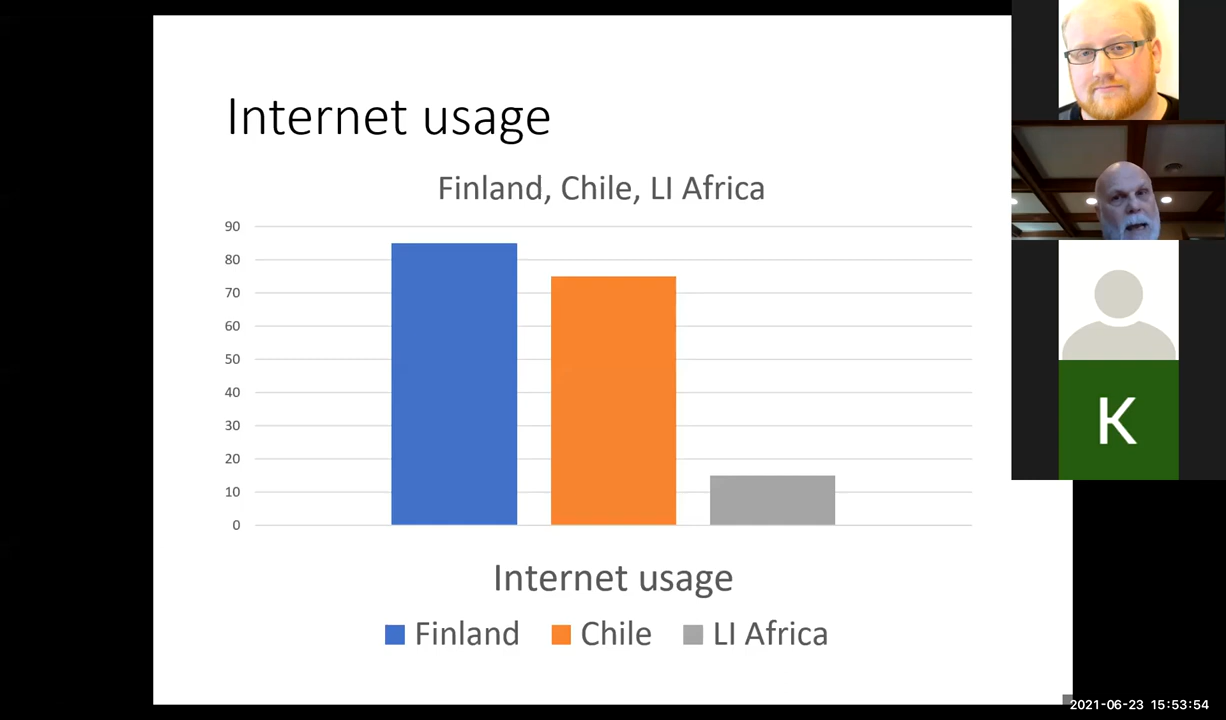 Internet usage
Finland, Chile, LI Africa
90
80
70
60
50
40
30
20
10
0
Internet usage
Finland Chile LI Africa
K
2021-06-23 15:53:54